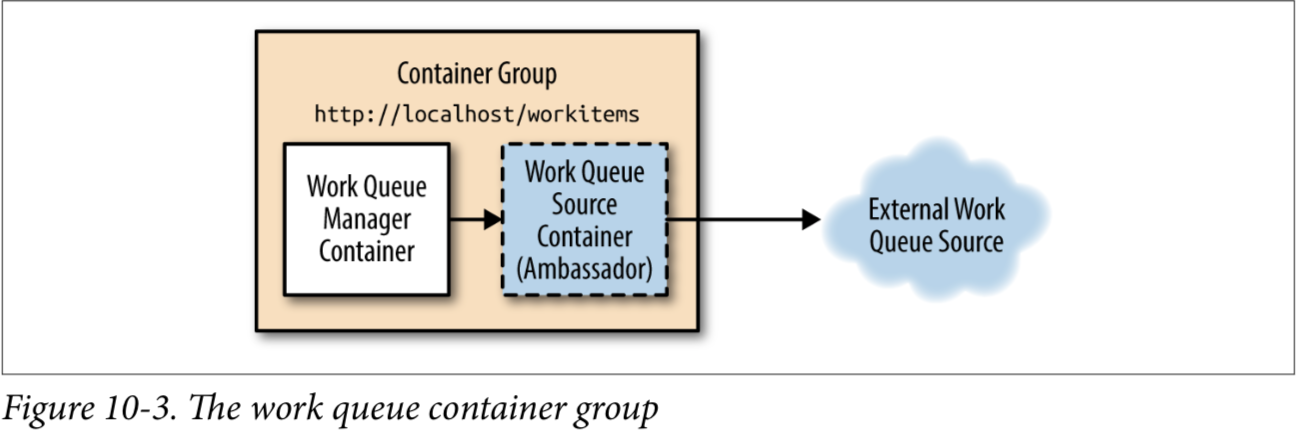 Container Group
http://localhost/workitems
Work Queue
Manager
Container
Work Queue
Source
Container
(Ambassador)
External Work
Queue Source
Figure 10-3. The work queue container group